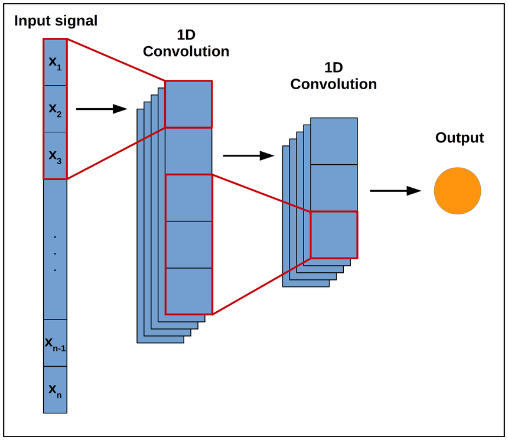 Input signal
1D
Convolution
1D
Convolution
Output
x1
x2
x3
.
.
.
xn-1
xn